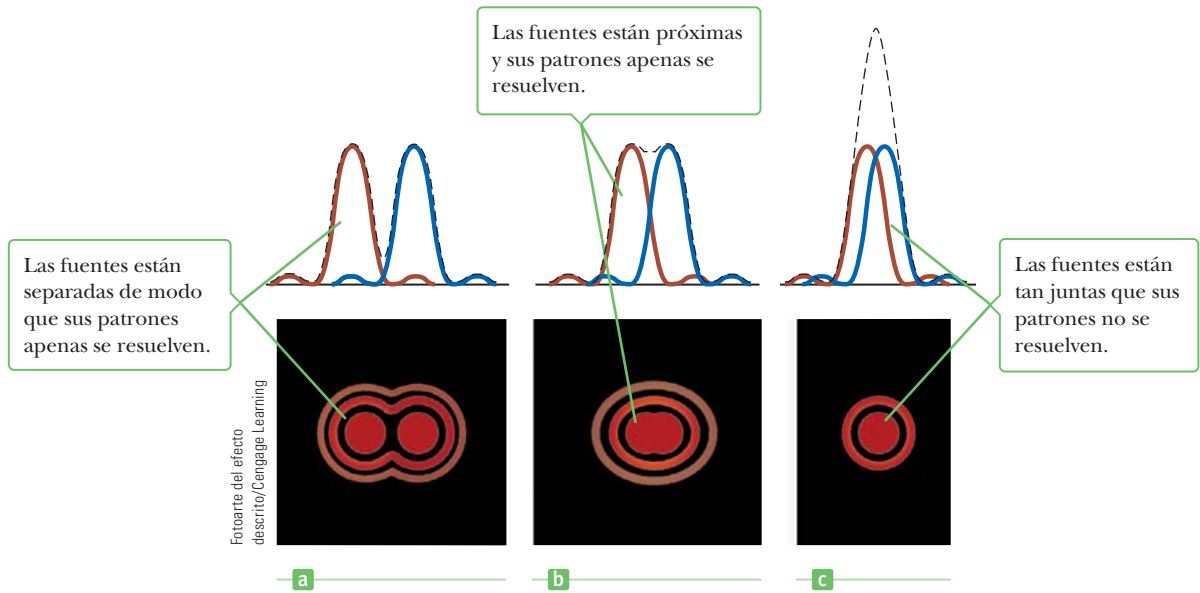 Las fuentes están próximas
y sus patrones apenas se
resuelven.
Las fuentes están
separadas de modo
que sus patrones
apenas se resuelven.
Las fuentes están
tan juntas que sus
patrones no se
resuelven.
Fotoarte del efecto
descrito/Cengage Learning
a
b
c